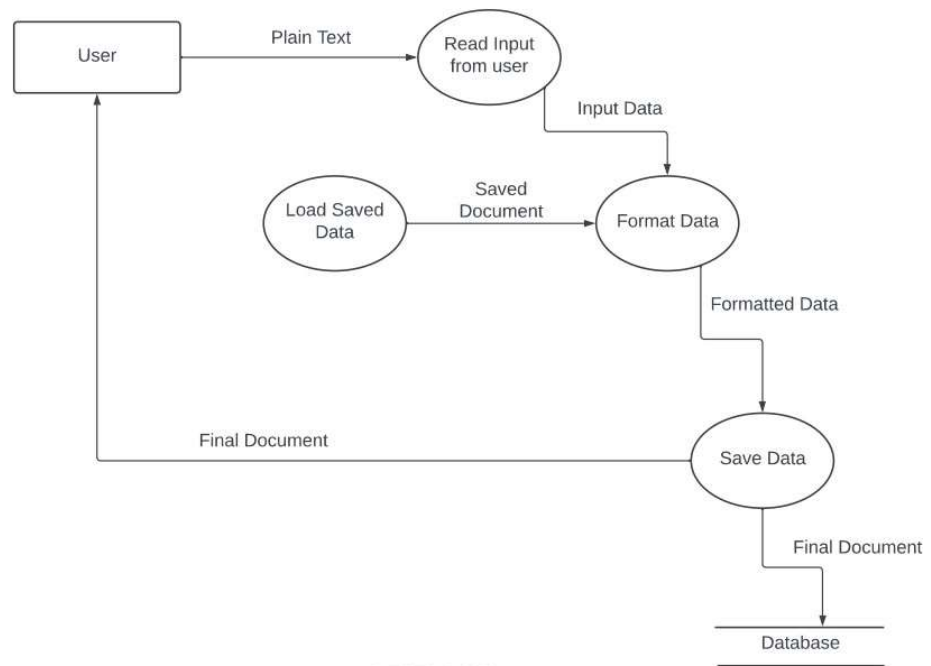 User
Plain Text
Read Input
from user
Input Data
Load Saved
Data
Saved
Document
Format Data
Formatted Data
Final Document
Save Data
Final Document
Database